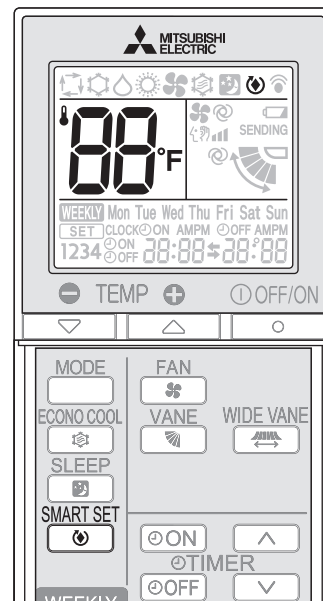 MITSUBISHI
ELECTRIC
88°F
SENDING
WEEKLY Mon Tue Wed Thu Fri Sat Sun
SET CLOCK ON AMPM OFF AMPM
1234 ON OFF 88:88 88:88
TEMP OFF/ON
MODE FAN
ECONO COOL VANE WIDE VANE
SLEEP
SMART SET
ON
TIMER
OFF
WEEKLY